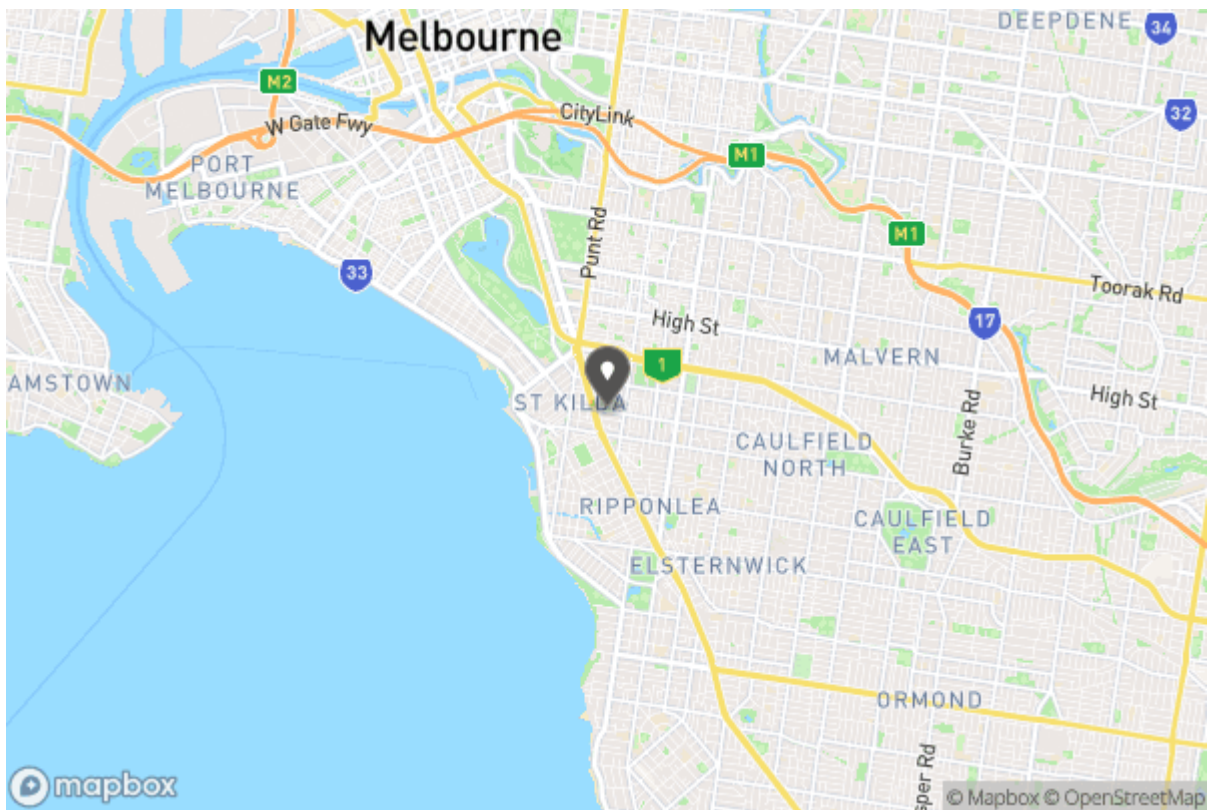 DEEPDENE
34
Melbourne
M2
32
CityLink
W Gate Fwy
M1
PORT
MELBOURNE
M1
Punt Rd
33
Toorak Rd
High St
17
MALVERN
1
AMSTOWN
High St
ST KILDA
Burke Rd
CAULFIELD
NORTH
RIPPONLEA
CAULFIELD
EAST
ELSTERNWICK
ORMOND
sper Rd
mapbox
© Mapbox © OpenStreetMap